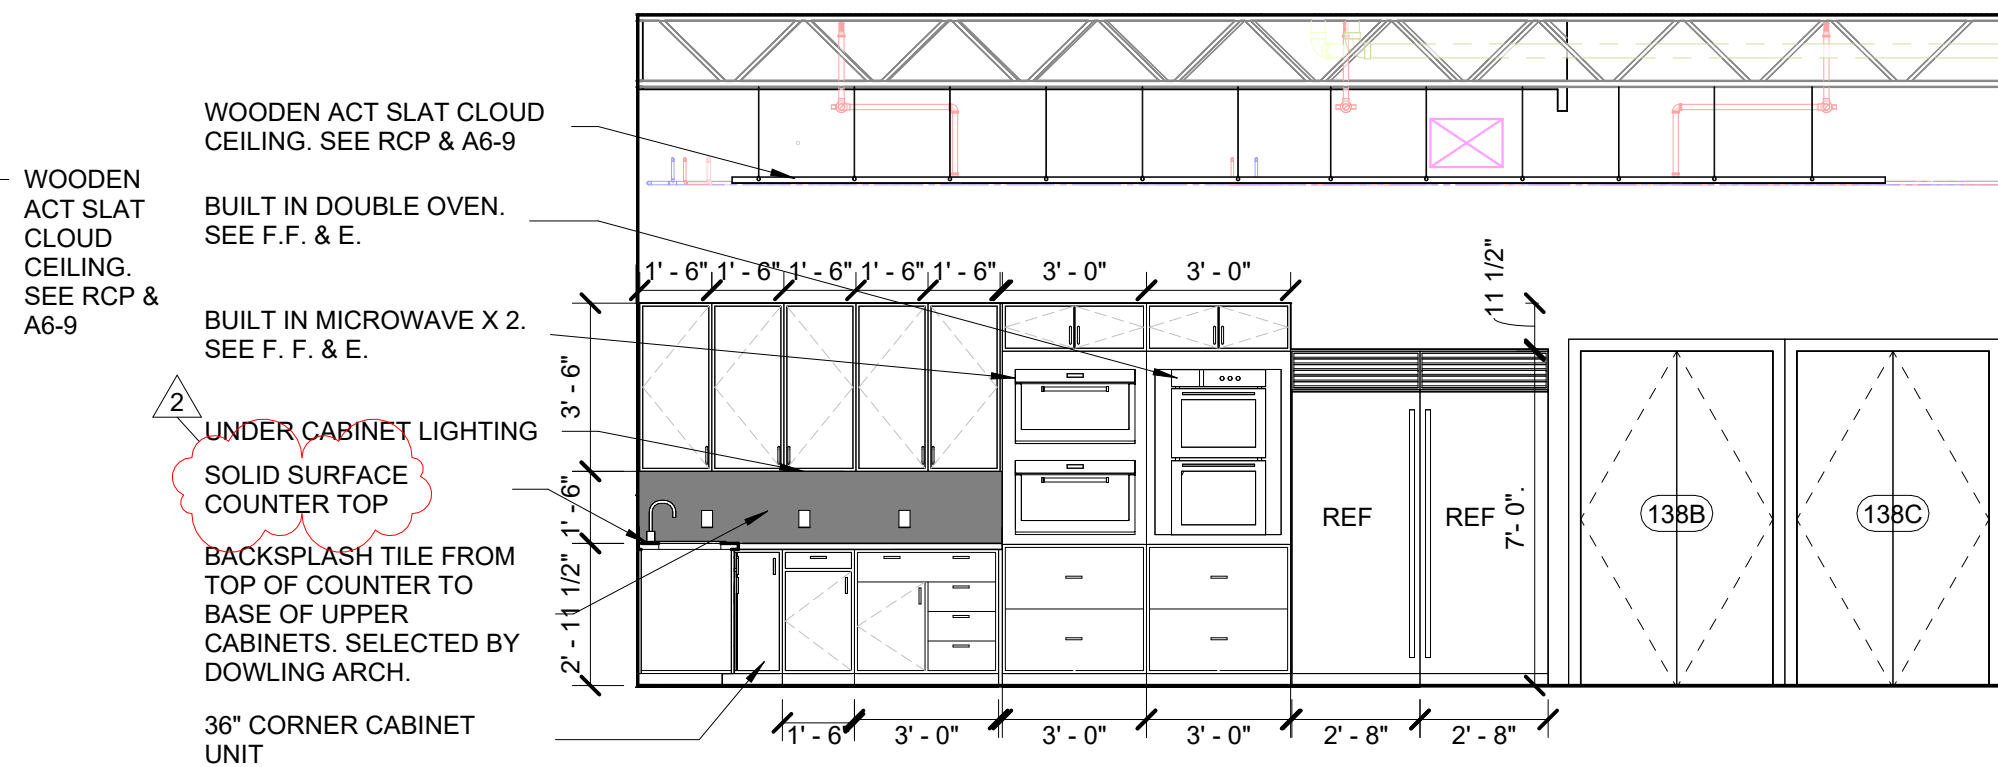 WOODEN
ACT SLAT
CLOUD
CEILING.
SEE RCP &
A6-9
WOODEN ACT SLAT CLOUD
CEILING. SEE RCP & A6-9
BUILT IN DOUBLE OVEN.
SEE F.F. & E.
BUILT IN MICROWAVE X 2.
SEE F. F. & E.
2
UNDER CABINET LIGHTING
SOLID SURFACE
COUNTER TOP
BACKSPLASH TILE FROM
TOP OF COUNTER TO
BASE OF UPPER
CABINETS. SELECTED BY
DOWLING ARCH.
36" CORNER CABINET
UNIT
1' - 6" 1' - 6" 1' - 6" 1' - 6" 1' - 6" 3' - 0" 3' - 0"
11 1/2"
3' - 6"
1' - 6"
2' - 11 1/2"
REF REF
7'- 0".
138B 138C
1' - 6" 3' - 0" 3' - 0" 3' - 0" 2' - 8" 2' - 8"